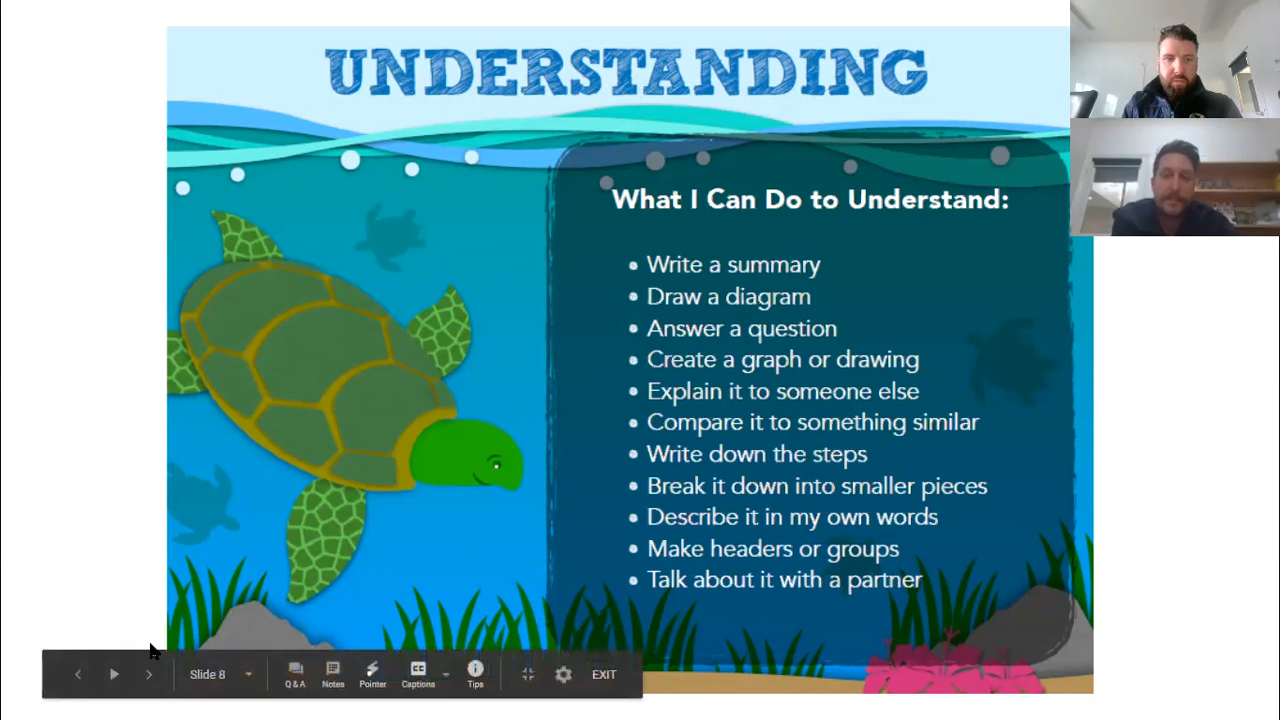 UNDERSTANDING
What I Can Do to Understand:
• Write a summary
• Draw a diagram
• Answer a question
• Create a graph or drawing
• Explain it to someone else
• Compare it to something similar
• Write down the steps
• Break it down into smaller pieces
• Describe it in my own words
• Make headers or groups
• Talk about it with a partner
Slide 8
Q & A
Notes
Pointer
CC
Captions
Tips
EXIT